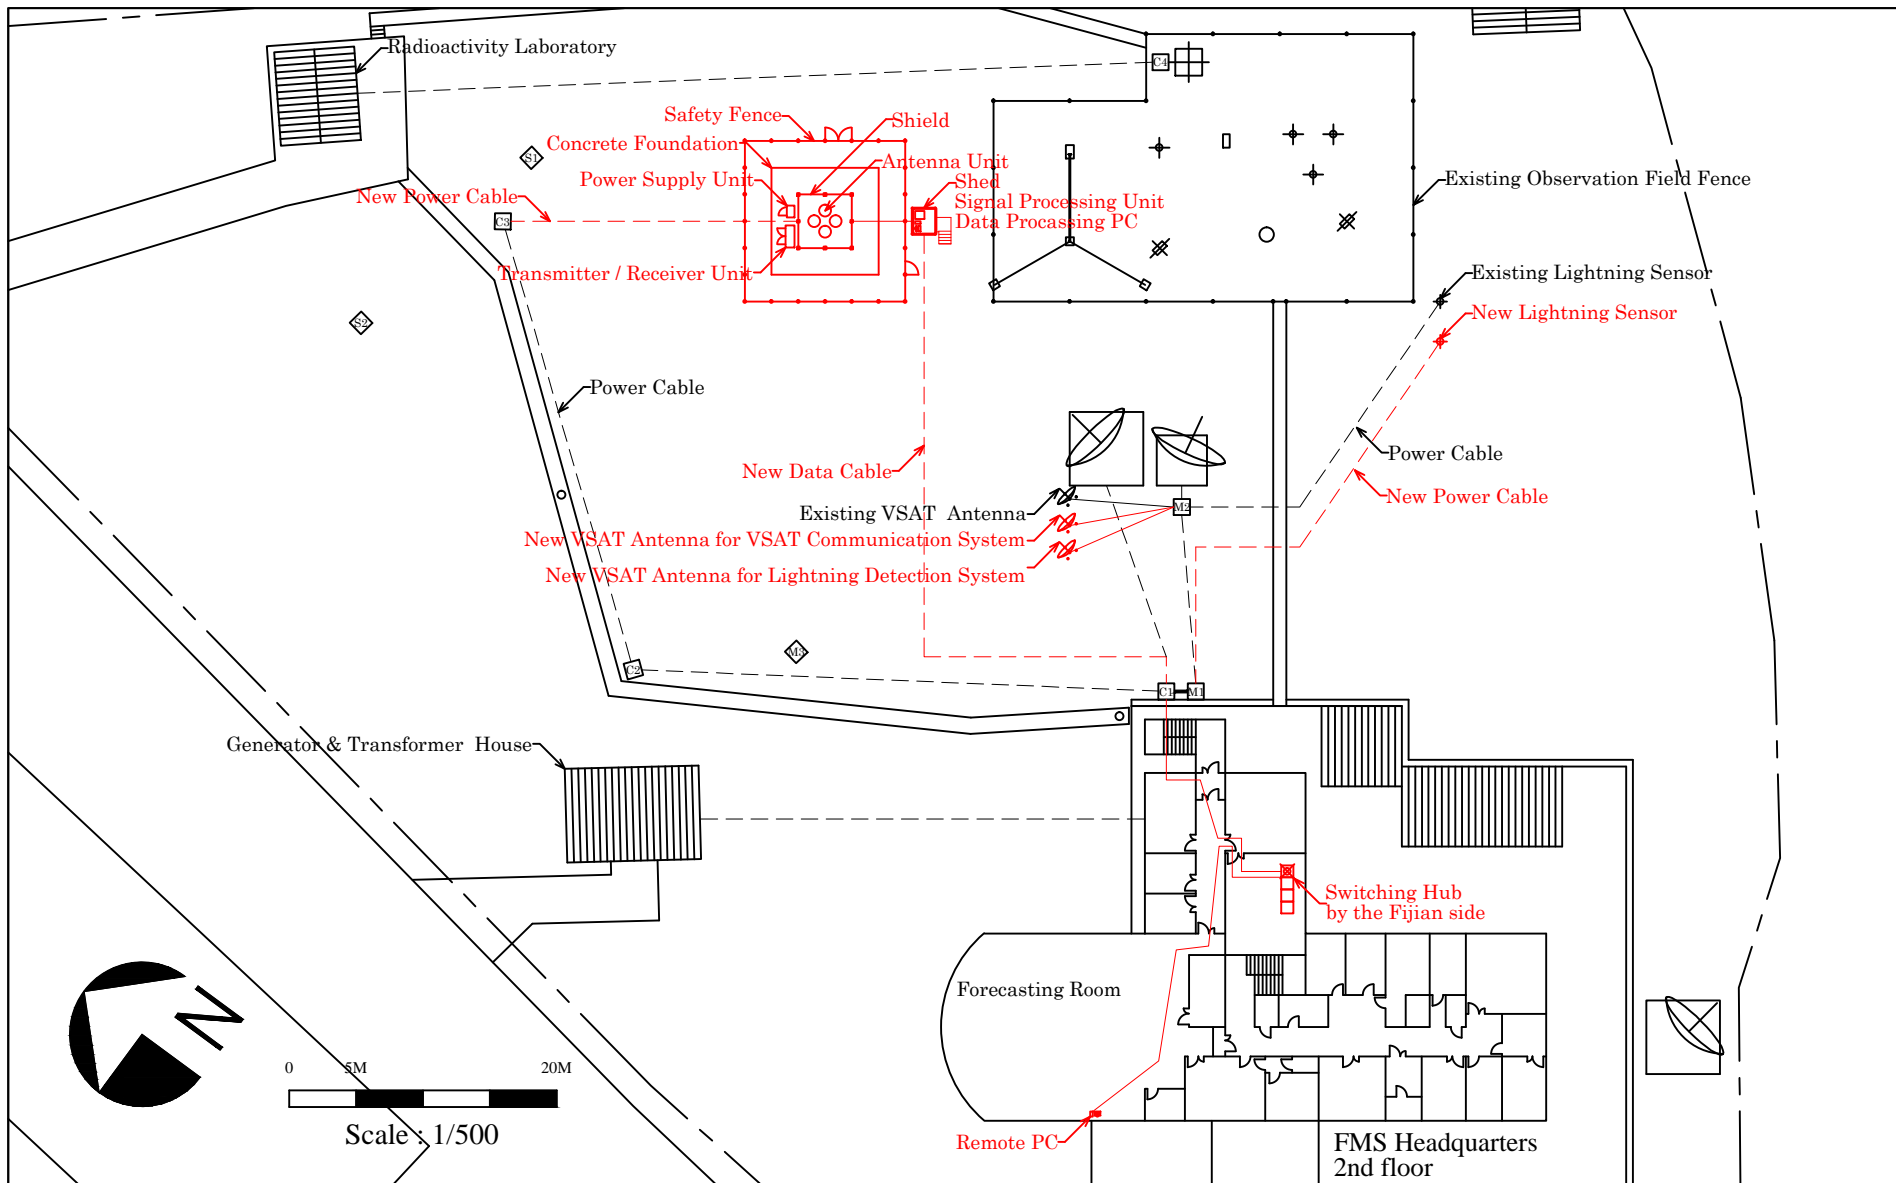 Radioactivity Laboratory
C4
Safety Fence
Shield
Concrete Foundation
S1
Antenna Unit
Power Supply Unit
Shed
Existing Observation Field Fence
New Power Cable
Signal Processing Unit
C3
Data Procassing PC
Transmitter / Receiver Unit
Existing Lightning Sensor
New Lightning Sensor
S2
Power Cable
Power Cable
New Data Cable
New Power Cable
Existing VSAT Antenna
M2
New VSAT Antenna for VSAT Communication System
New VSAT Antenna for Lightning Detection System
M3
C2
C1
M1
Generator & Transformer House
Switching Hub
by the Fijian side
Forecasting Room
N
0
5M
20M
Scale : 1/500
Remote PC
FMS Headquarters
2nd floor